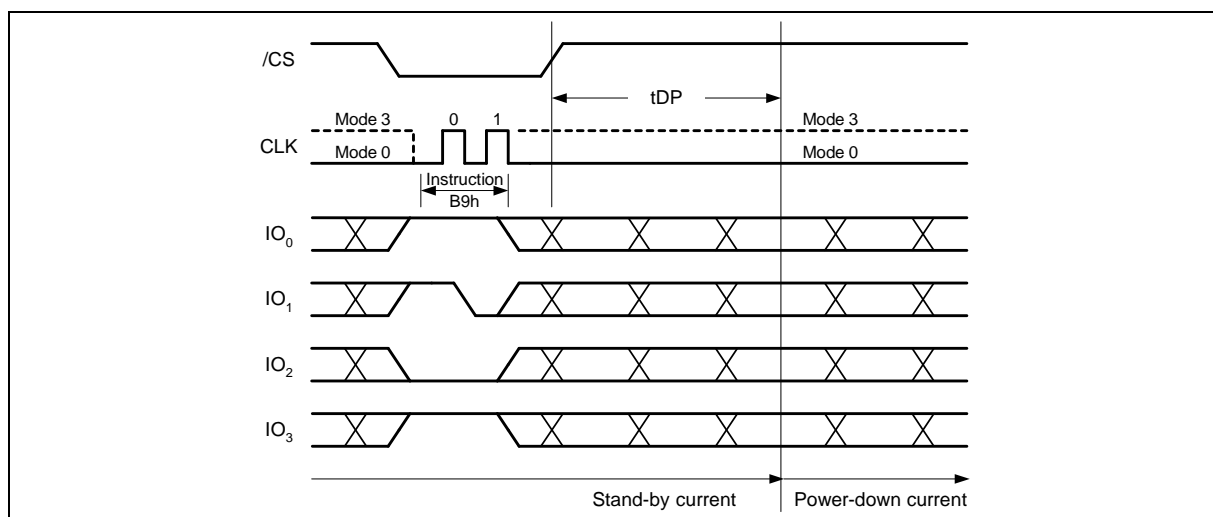 /CS
tDP
Mode 3 0 1 Mode 3
CLK
Mode 0 Mode 0
Instruction
B9h
IO0
IO1
IO2
IO3
Stand-by current Power-down current